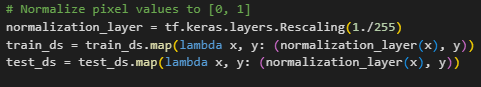 # Normalize pixel values to [0, 1]
normalization_layer = tf.keras.layers.Rescaling(1./255)
train_ds = train_ds.map(lambda x, y: (normalization_layer(x), y))
test_ds = test_ds.map(lambda x, y: (normalization_layer(x), y))